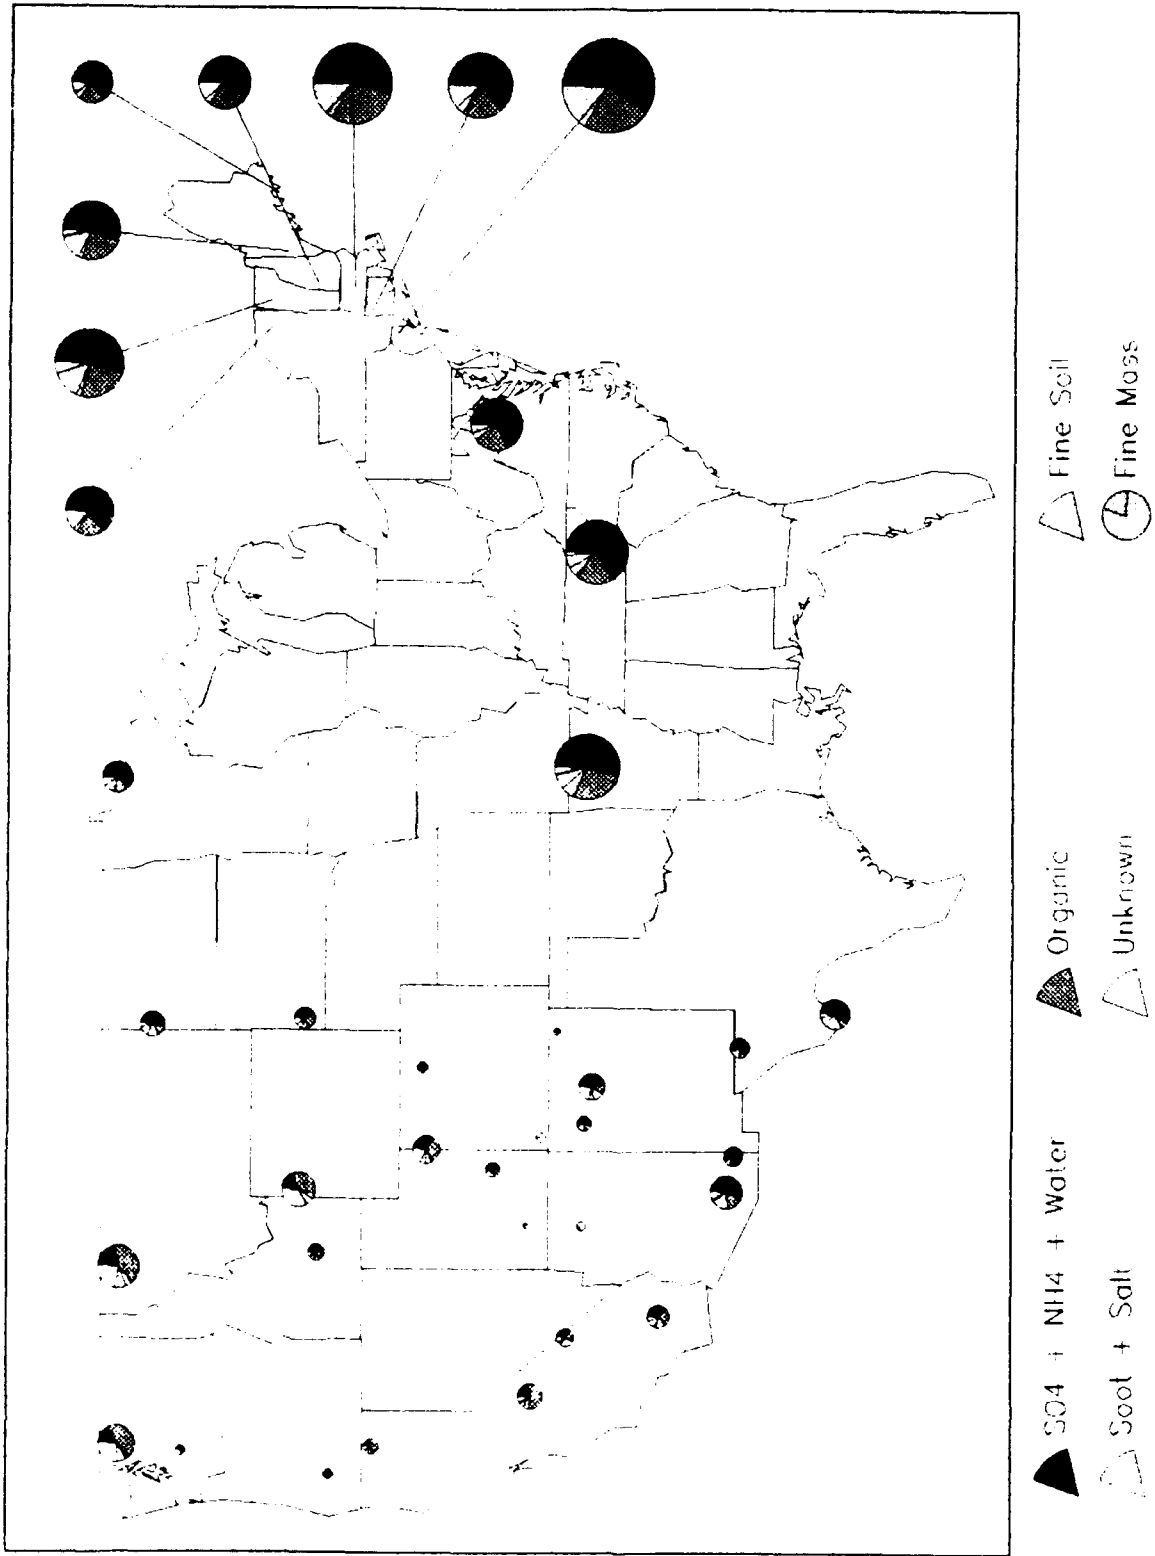 SO4 + NH4 + Water
Organic
Fine Soil
Soot + Salt
Unknown
Fine Mass